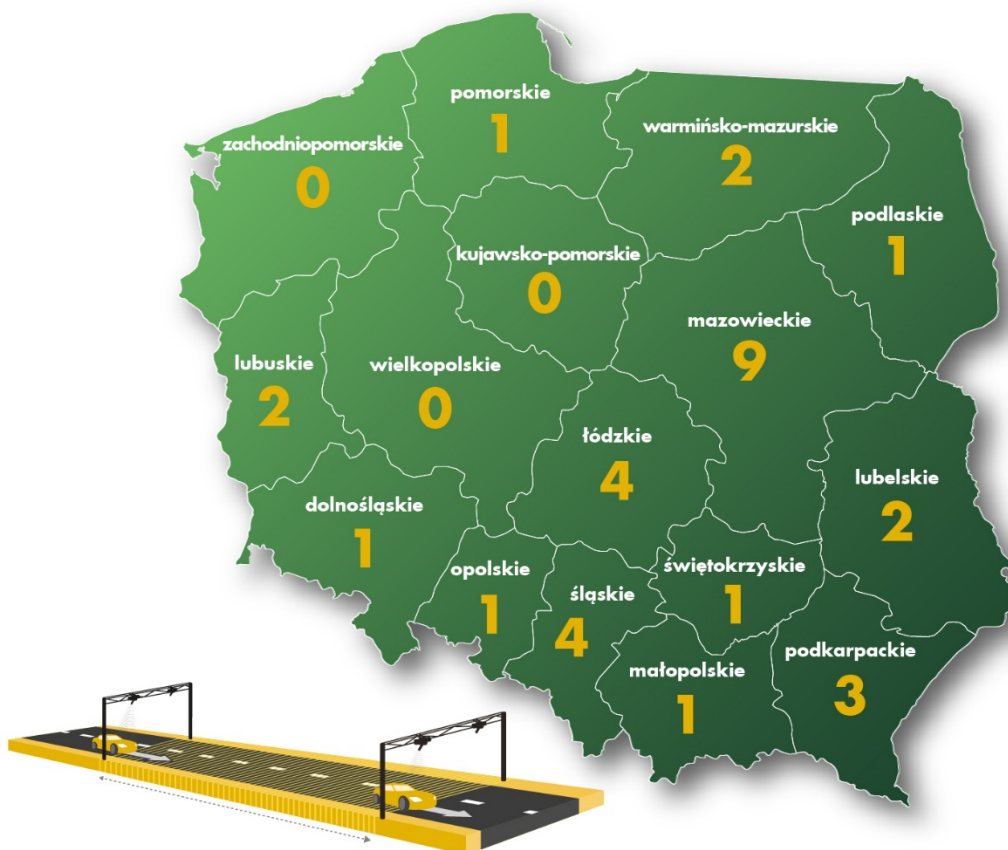 pomorskie
1
warmińsko-mazurskie
2
zachodniopomorskie
0
podlaskie
1
kujawsko-pomorskie
0
mazowieckie
9
lubuskie
2
wielkopolskie
0
łódzkie
4
lubelskie
2
dolnośląskie
1
opolskie
1
śląskie
4
świętokrzyskie
1
małopolskie
1
podkarpackie
3